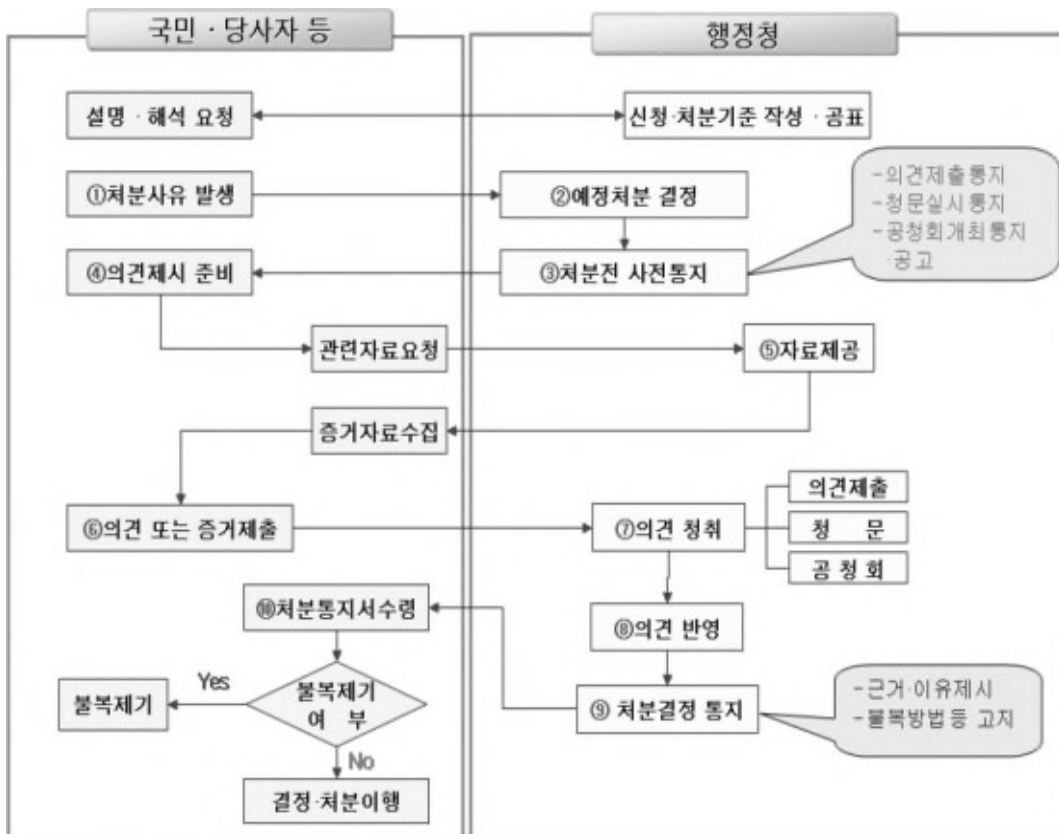 국민 · 당사자 등
행정청
설명 · 해석 요청
신청·처분기준 작성 · 공표
①처분사유 발생
②예정처분 결정
-의견제출통지
-청문실시통지
-공청회개최통지
·공고
④의견제시 준비
③처분전 사전통지
관련자료요청
⑤자료제공
증거자료수집
⑥의견 또는 증거제출
⑦의견 청취
의견제출
청 문
공 청 회
⑩처분통지서수령
⑧의견 반영
불복제기
Yes
불복제기
여 부
⑨ 처분결정 통지
-근거·이유제시
-불복방법 등 고지
No
결정·처분이행